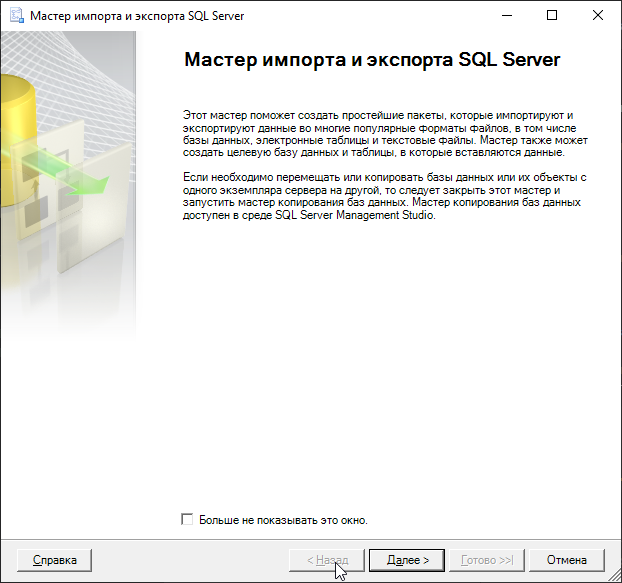 Мастер импорта и экспорта SQL Server
Мастер импорта и экспорта SQL Server
Этот мастер поможет создать простейшие пакеты, которые импортируют и
экспортируют данные во многие популярные форматы файлов, в том числе
базы данных, электронные таблицы и текстовые файлы. Мастер также может
создать целевую базу данных и таблицы, в которые вставляются данные.
Если необходимо перемещать или копировать базы данных или их объекты с
одного экземпляра сервера на другой, то следует закрыть этот мастер и
запустить мастер копирования баз данных. Мастер копирования баз данных
доступен в среде SQL Server Management Studio.
Больше не показывать это окно.
Справка
< Назад
Далее >
Готово >>|
Отмена